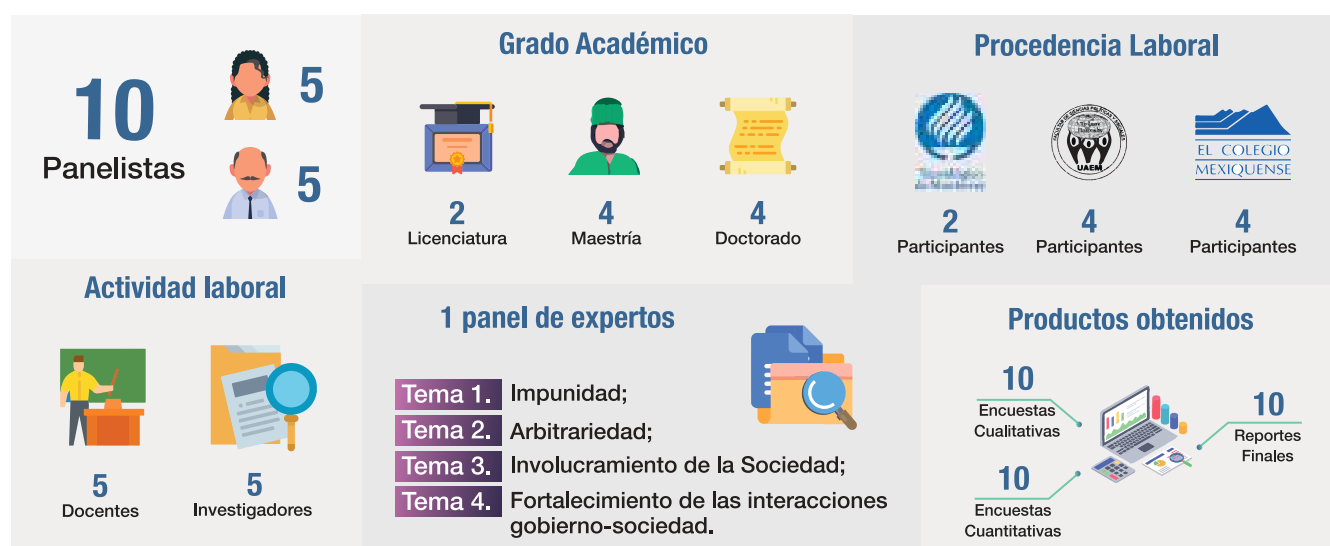 10
Panelistas
5
5
Grado Académico
2
Licenciatura
4
Maestría
4
Doctorado
Procedencia Laboral
2
Participantes
UAEM
4
Participantes
EL COLEGIO
MEXIQUENSE
4
Participantes
Actividad laboral
5
Docentes
5
Investigadores
1 panel de expertos
Tema 1. Impunidad;
Tema 2. Arbitrariedad;
Tema 3. Involucramiento de la Sociedad;
Tema 4. Fortalecimiento de las interacciones
gobierno-sociedad.
Productos obtenidos
10
Encuestas
Cualitativas
10
Encuestas
Cuantitativas
10
Reportes
Finales